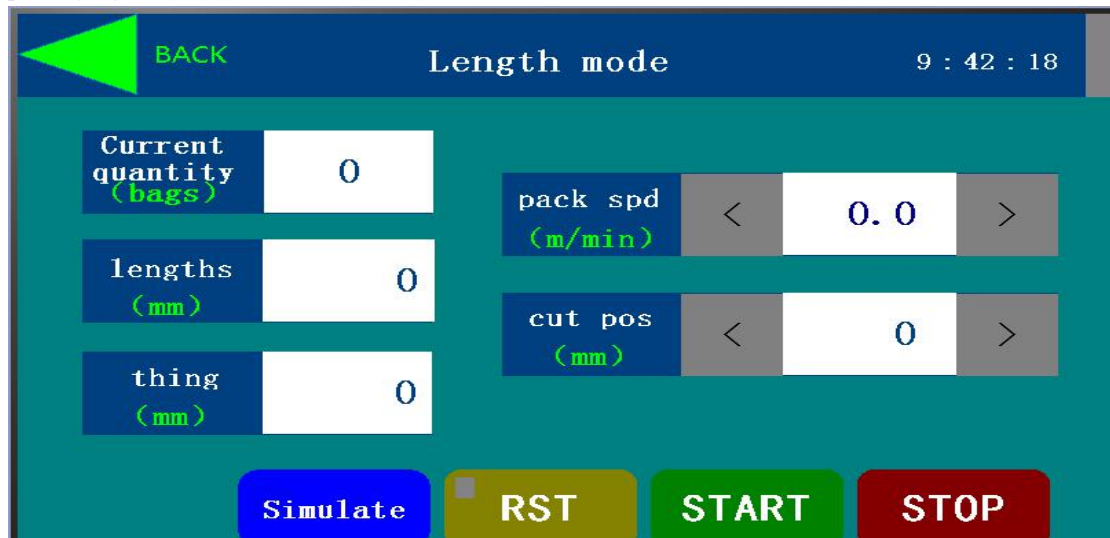 BACK
Length mode
9 : 42 : 18
Current
quantity
(bags)
0
lengths
(mm)
0
thing
(mm)
0
pack spd
(m/min)
<
0.0
>
cut pos
(mm)
<
0
>
Simulate
RST
START
STOP